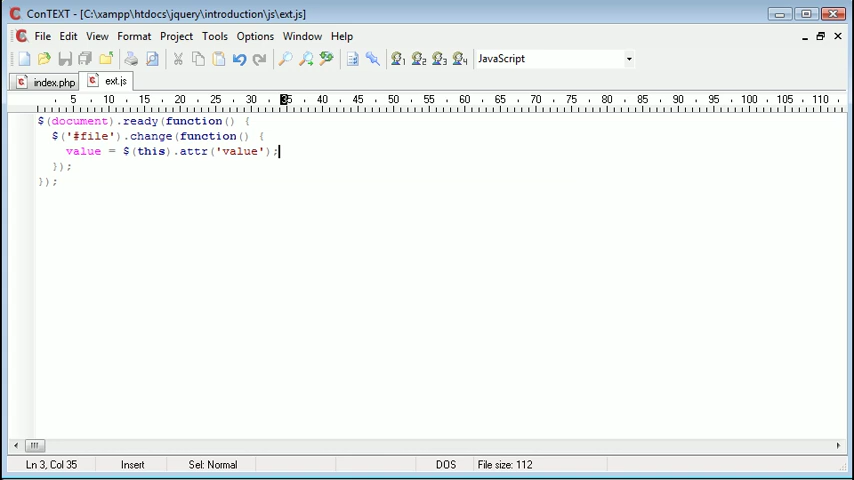 ConTEXT - [C:\xampp\htdocs\jquery\introduction\js\ext.js]
File Edit View Format Project Tools Options Window Help
JavaScript
index.php ext.js
5 10 15 20 25 30 35 40 45 50 55 60 65 70 75 80 85 90 95 100 105 110
$(document).ready(function() {
$('#file').change(function() {
value = $(this).attr('value');
});
});
Ln 3, Col 35 Insert Sel: Normal DOS File size: 112